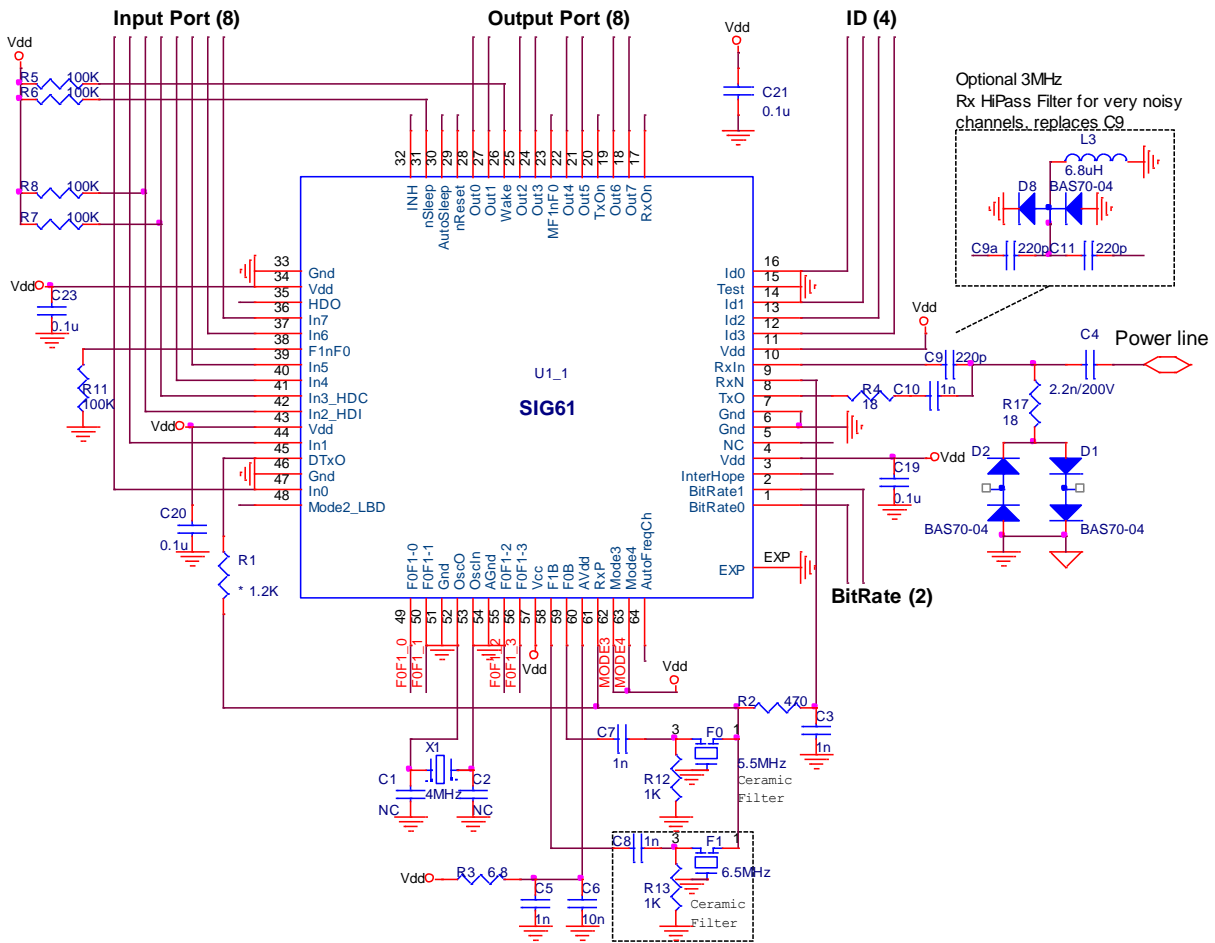 Input Port (8)
Output Port (8)
ID (4)
Vdd
R5 100K
R6 100K
R8 100K
R7 100K
C21
0.1u
Optional 3MHz
Rx HiPass Filter for very noisy
channels, replaces C9
L3
6.8uH
D8 BAS70-04
C9a 220p C11 220p
32 31 30 29 28 27 26 25 24 23 22 21 20 19 18 17
INH nSleep AutoSleep nReset Out0 Out1 Wake Out2 Out3 MF1nF0 Out4 Out5 TxOn Out6 Out7 RxOn
33 Gnd
34 Vdd
35 HDO
36 In7
37 In6
38 F1nF0
39 In5
40 In4
41 In3_HDC
42 In2_HDI
43 Vdd
44 In1
45 DTxO
46 Gnd
47 In0
48 Mode2_LBD
U1_1
SIG61
Id0 16
Test 15
Id1 14
Id2 13
Id3 12
Vdd 11
RxIn 10
RxN 9
TxO 8
Gnd 7
Gnd 6
NC 5
Vdd 4
InterHope 3
BitRate1 2
BitRate0 1
EXP EXP
Vdd
C23
0.1u
R11
100K
Vdd
C20
0.1u
R1
* 1.2K
Vdd
C9 220p
R4 18
C10 1n
C4
2.2n/200V
Power line
R17
18
D2
D1
BAS70-04
BAS70-04
Vdd
C19
0.1u
BitRate (2)
F0F1-0 F0F1-1 Gnd OscO OscIn AGnd F0F1-2 F0F1-3 Vcc F1B F0B AVdd RxP Mode3 Mode4 AutoFreqCh
49 50 51 52 53 54 55 56 57 58 59 60 61 62 63 64
F0F1_0
F0F1_1
F0F1_2
F0F1_3
Vdd
MODE3
MODE4
Vdd
R2 470
C3
1n
C7
1n
3 F0 1
5.5MHz
Ceramic
Filter
R12
1K
X1
4MHz
C1
NC
C2
NC
C8 1n
3 F1 1
6.5MHz
R13
1K
Ceramic
Filter
Vdd
R3 6.8
C5
1n
C6
10n